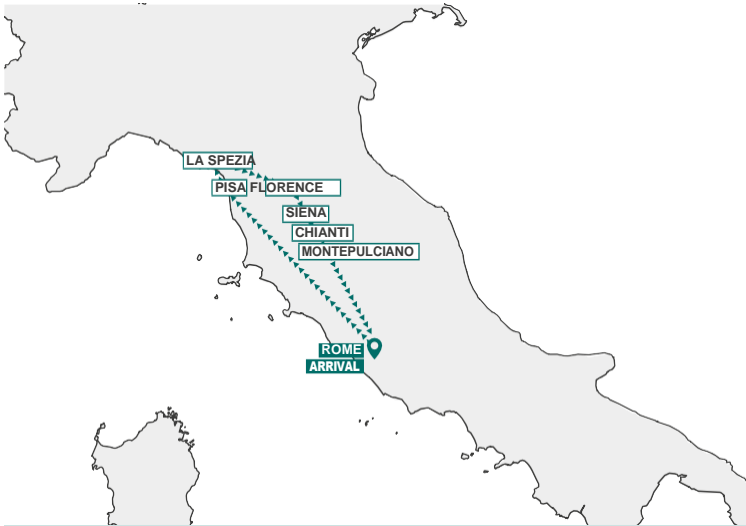 LA SPEZIA
PISA FLORENCE
SIENA
CHIANTI
MONTEPULCIANO
ROME
ARRIVAL